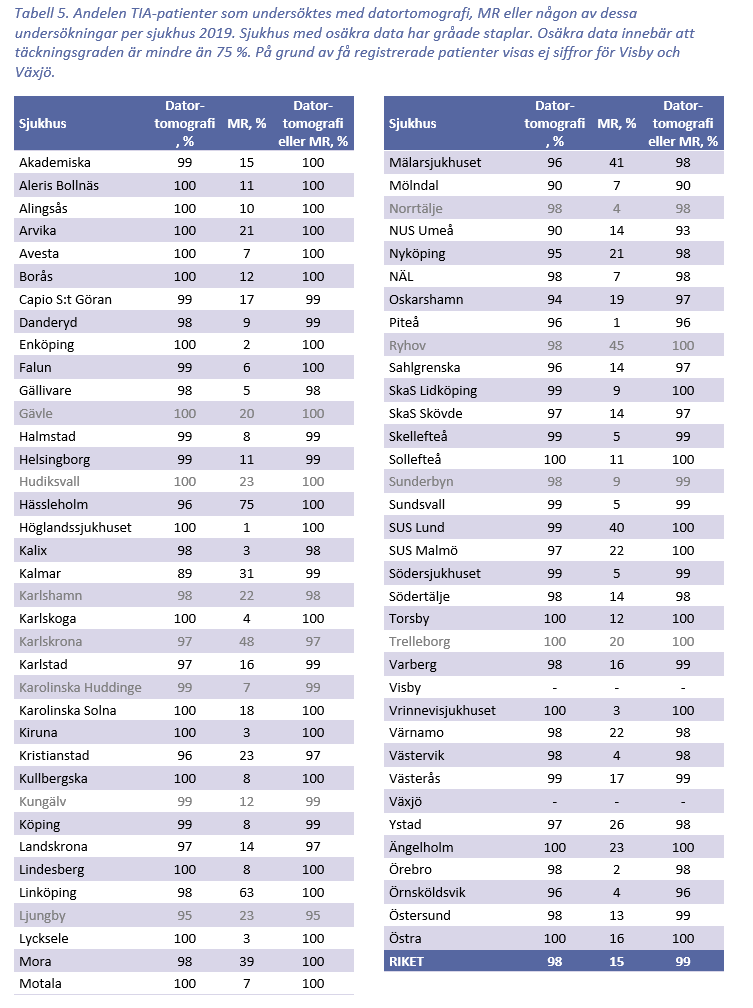 Tabell 5. Andelen TIA-patienter som undersöktes med datortomografi, MR eller någon av dessa
undersökningar per sjukhus 2019. Sjukhus med osäkra data har gråade staplar. Osäkra data innebär att
täckningsgraden är mindre än 75 %. På grund av få registrerade patienter visas ej siffror för Visby och
Växjö.
Sjukhus Dator-tomografi , % MR, % Dator-tomografi eller MR, %
Akademiska 99 15 100
Aleris Bollnäs 100 11 100
Alingsås 100 10 100
Arvika 100 21 100
Avesta 100 7 100
Borås 100 12 100
Capio S:t Göran 99 17 99
Danderyd 98 9 99
Enköping 100 2 100
Falun 99 6 100
Gällivare 98 5 98
Gävle 100 20 100
Halmstad 99 8 99
Helsingborg 99 11 99
Hudiksvall 100 23 100
Hässleholm 96 75 100
Höglandssjukhuset 100 1 100
Kalix 98 3 98
Kalmar 89 31 99
Karlshamn 98 22 98
Karlskoga 100 4 100
Karlskrona 97 48 97
Karlstad 97 16 99
Karolinska Huddinge 99 7 99
Karolinska Solna 100 18 100
Kiruna 100 3 100
Kristianstad 96 23 97
Kullbergska 100 8 100
Kungälv 99 12 99
Köping 99 8 99
Landskrona 97 14 97
Lindesberg 100 8 100
Linköping 98 63 100
Ljungby 95 23 95
Lycksele 100 3 100
Mora 98 39 100
Motala 100 7 100
Sjukhus Dator-tomografi , % MR, % Dator-tomografi eller MR, %
Mälarsjukhuset 96 41 98
Mölndal 90 7 90
Norrtälje 98 4 98
NUS Umeå 90 14 93
Nyköping 95 21 98
NÄL 98 7 98
Oskarshamn 94 19 97
Piteå 96 1 96
Ryhov 98 45 100
Sahlgrenska 96 14 97
SkaS Lidköping 99 9 100
SkaS Skövde 97 14 97
Skellefteå 99 5 99
Sollefteå 100 11 100
Sunderbyn 98 9 99
Sundsvall 99 5 99
SUS Lund 99 40 100
SUS Malmö 97 22 100
Södersjukhuset 99 5 99
Södertälje 98 14 98
Torsby 100 12 100
Trelleborg 100 20 100
Varberg 98 16 99
Visby - - -
Vrinnevisjukhuset 100 3 100
Värnamo 98 22 98
Västervik 98 4 98
Västerås 99 17 99
Växjö - - -
Ystad 97 26 98
Ängelholm 100 23 100
Örebro 98 2 98
Örnsköldsvik 96 4 96
Östersund 98 13 99
Östra 100 16 100
RIKET 98 15 99